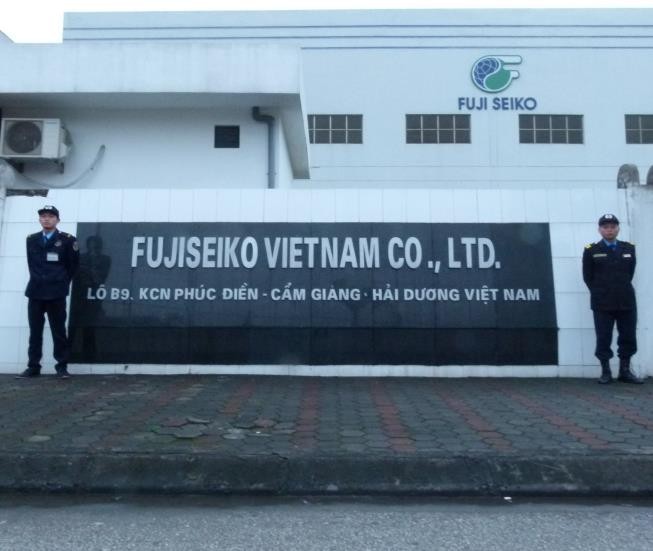 FUJI SEIKO
FUJISEIKO VIETNAM CO., LTD.
LÔ B9. KCN PHÚC ĐIỀN - CẨM GIÀNG - HẢI DƯƠNG VIỆT NAM